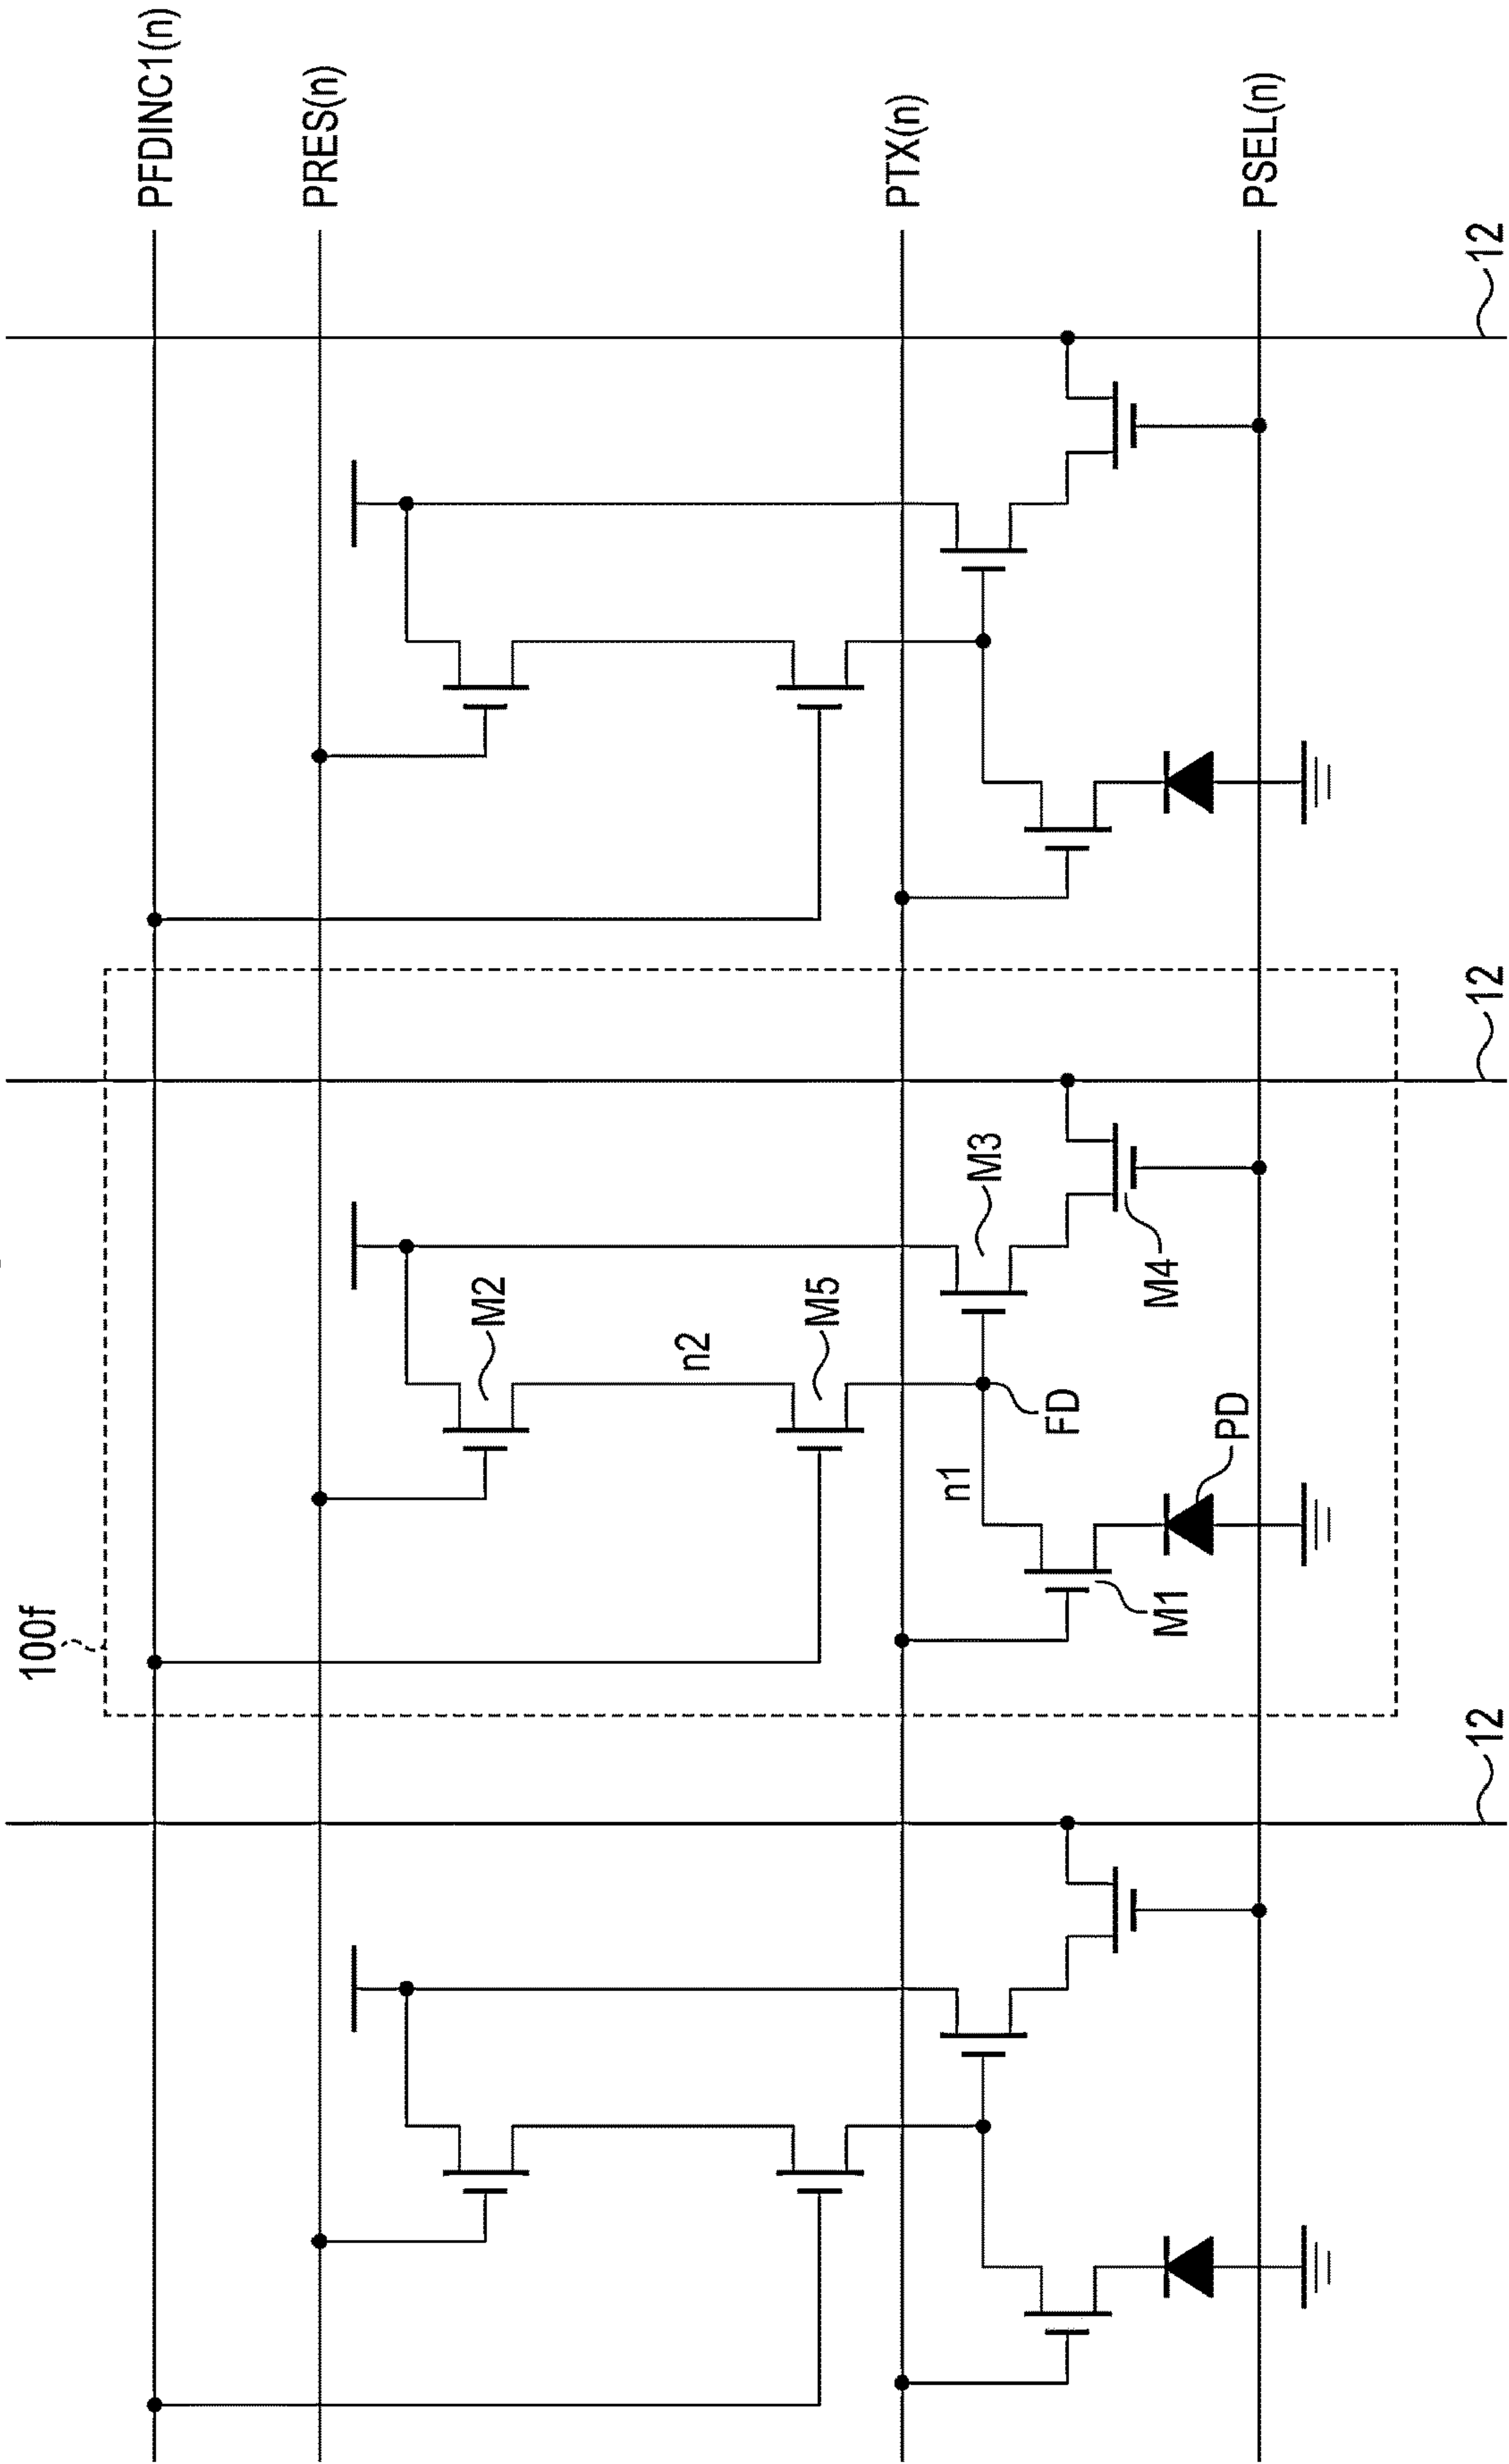 PFDINC1(n)
PRES(n)
PTX(n)
PSEL(n)
12
12
M3
M4
M2
M5
n2
FD
PD
n1
M1
100f
12